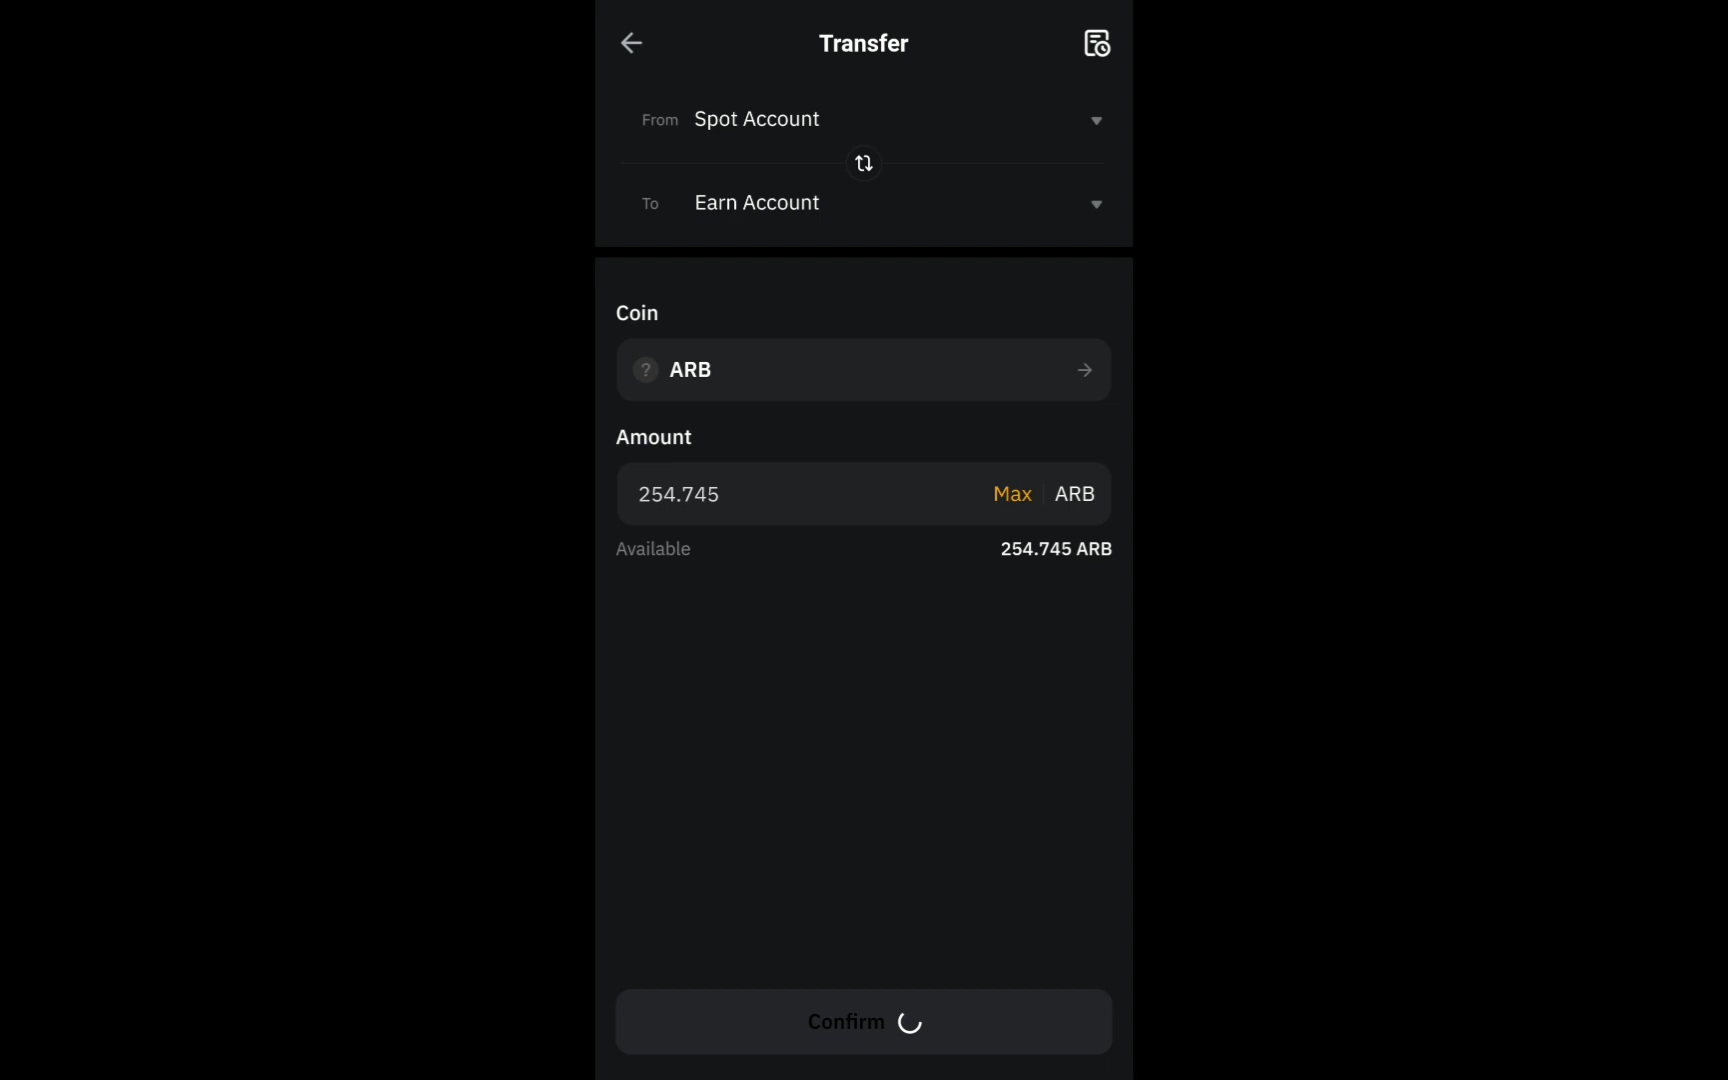 Transfer
From Spot Account
To Earn Account
Coin
? ARB
Amount
254.745 Max ARB
Available 254.745 ARB
Confirm